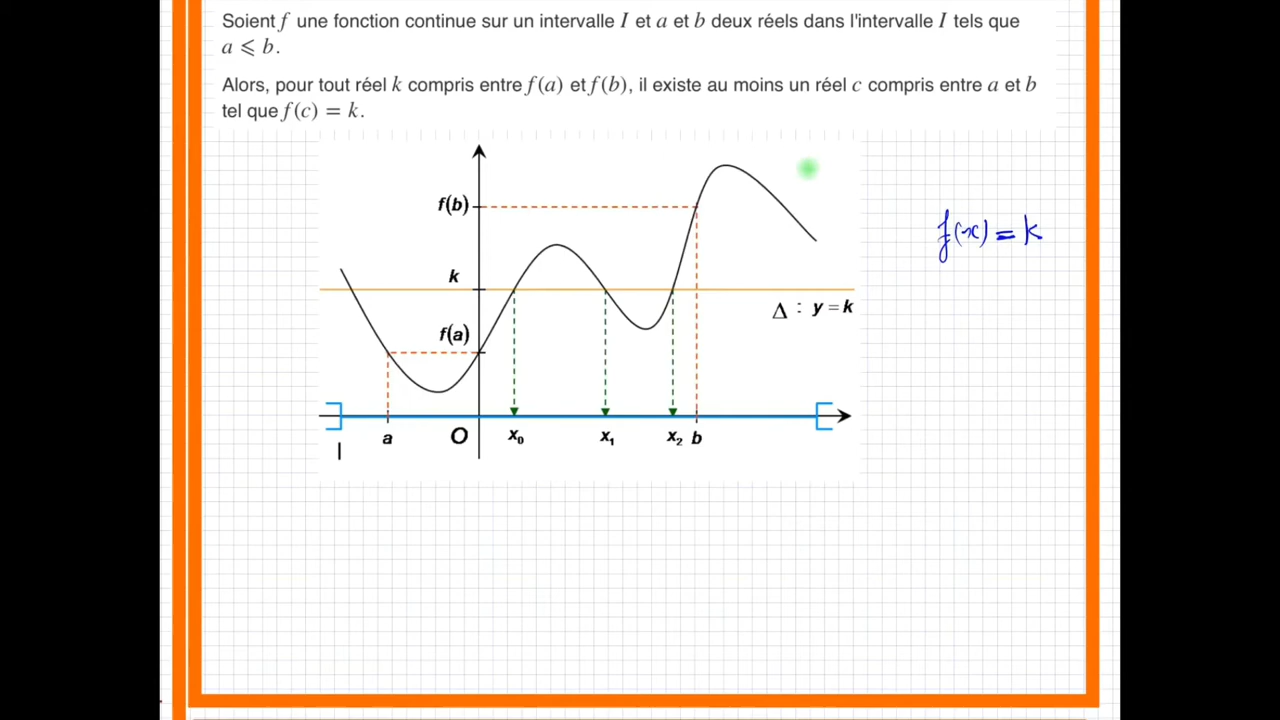 Soient f une fonction continue sur un intervalle I et a et b deux réels dans l'intervalle I tels que
a ⩽ b.
Alors, pour tout réel k compris entre f(a) et f(b), il existe au moins un réel c compris entre a et b
tel que f(c) = k.
f(b)
f(x) = k
k
Δ : y = k
f(a)
a O x₀ x₁ x₂ b
I